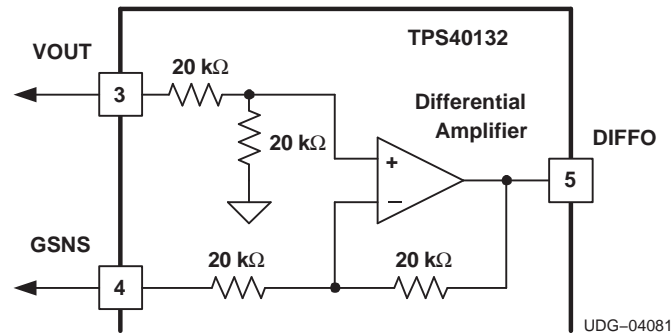 TPS40132
VOUT
20 kΩ
3
Differential
Amplifier
DIFFO
20 kΩ
+
5
−
GSNS
20 kΩ
20 kΩ
4
UDG−04081